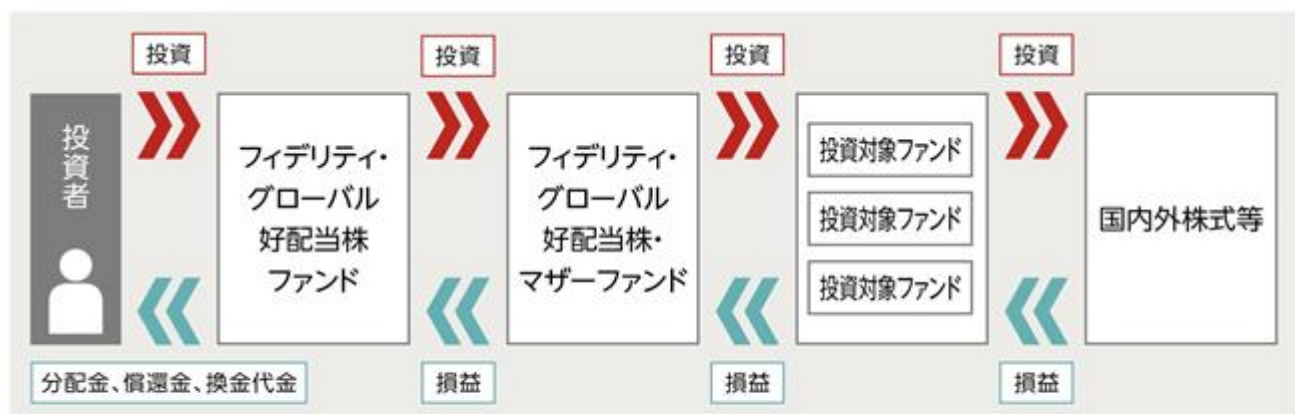 投資
投資
投資
投資
投資者
フィデリティ・
グローバル
好配当株
ファンド
フィデリティ・
グローバル
好配当株・
マザーファンド
投資対象ファンド
投資対象ファンド
投資対象ファンド
国内外株式等
分配金、償還金、換金代金
損益
損益
損益